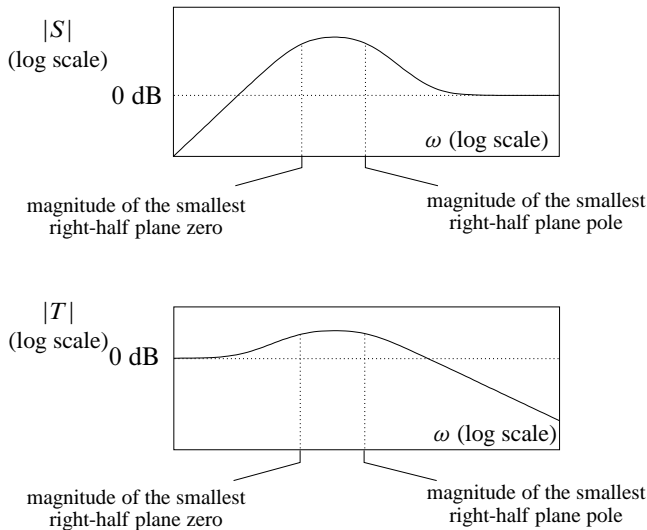 |S|
(log scale)
0 dB
ω (log scale)
magnitude of the smallest
right-half plane zero
magnitude of the smallest
right-half plane pole
|T|
(log scale)
0 dB
ω (log scale)
magnitude of the smallest
right-half plane zero
magnitude of the smallest
right-half plane pole